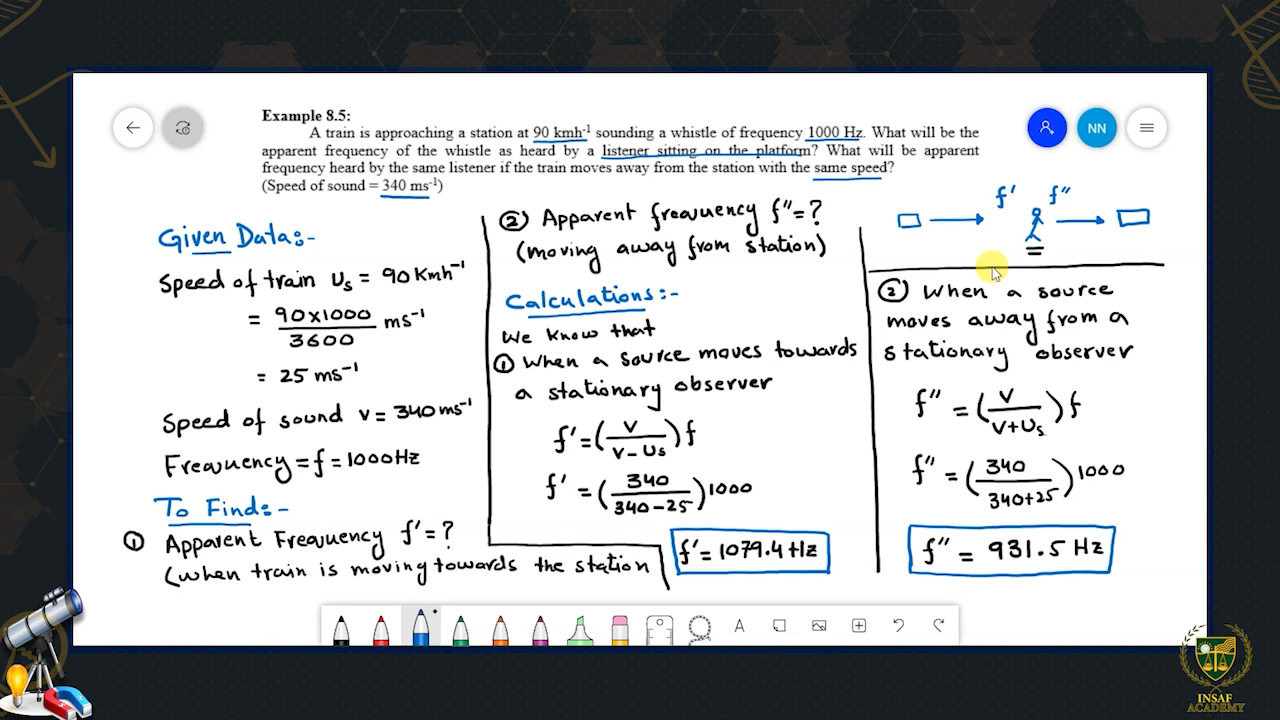 Example 8.5:
A train is approaching a station at 90 kmh⁻¹ sounding a whistle of frequency 1000 Hz. What will be the
apparent frequency of the whistle as heard by a listener sitting on the platform? What will be apparent
frequency heard by the same listener if the train moves away from the station with the same speed?
(Speed of sound = 340 ms⁻¹)
NN
Given Data:-
Speed of train Us = 90 Kmh⁻¹
= 90x1000 / 3600 ms⁻¹
= 25 ms⁻¹
Speed of sound v = 340 ms⁻¹
Frequency = f = 1000 Hz
To Find:-
① Apparent Frequency f' = ?
(when train is moving towards the station
② Apparent frequency f'' = ?
(moving away from station)
Calculations:-
We know that
① When a source moves towards
a stationary observer
f' = (V / V - Us) f
f' = (340 / 340 - 25) 1000
f' = 1079.4 Hz
f' f''
② When a source
moves away from a
stationary observer
f'' = (V / V + Us) f
f'' = (340 / 340+25) 1000
f'' = 931.5 Hz
A
INSAF
ACADEMY